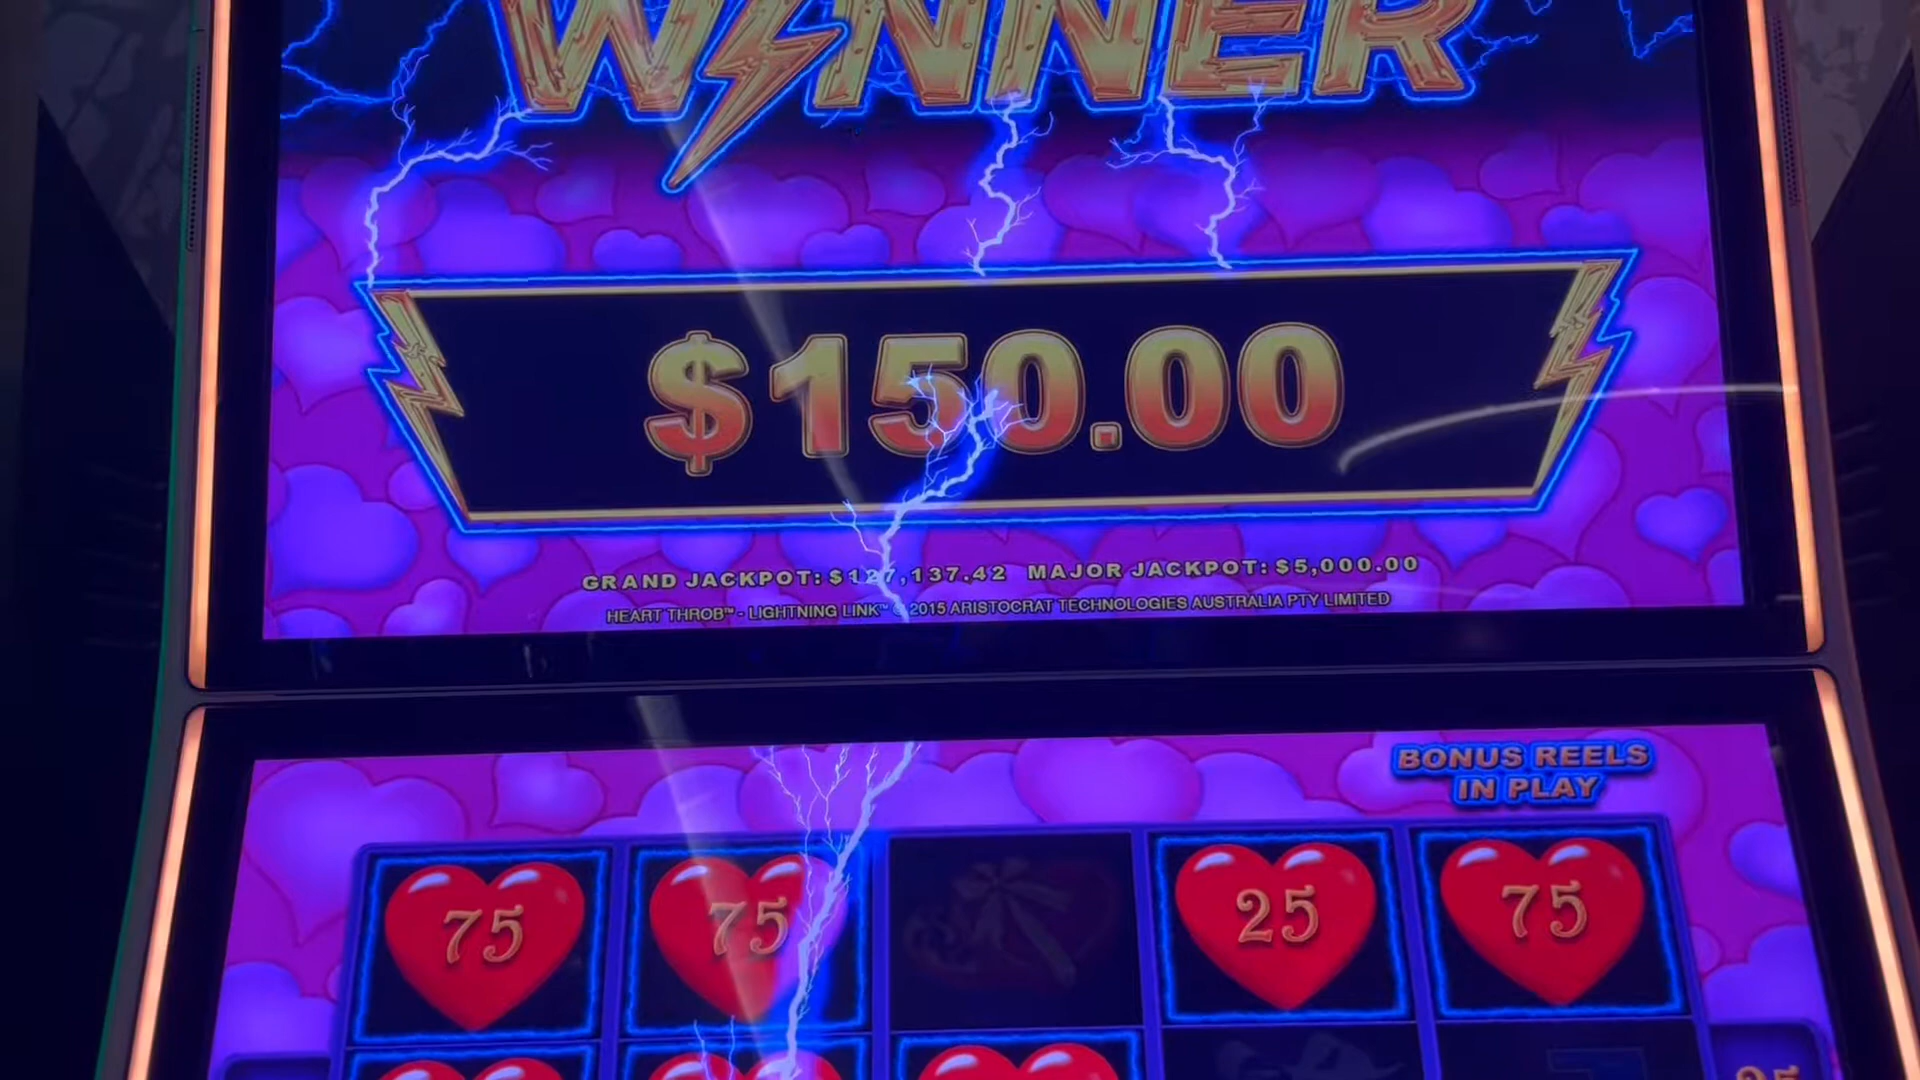 WINNER
$150.00
GRAND JACKPOT: $127,137.42 MAJOR JACKPOT: $5,000.00
HEART THROB™ - LIGHTNING LINK™ © 2015 ARISTOCRAT TECHNOLOGIES AUSTRALIA PTY LIMITED
BONUS REELS
IN PLAY
75 75 25 75